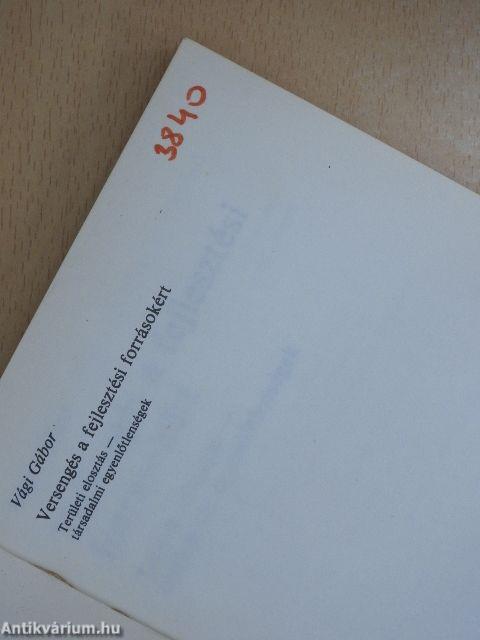 3840
Vági Gábor
Versengés a fejlesztési forrásokért
Területi elosztás —
társadalmi egyenlőtlenségek
Antikvárium.hu